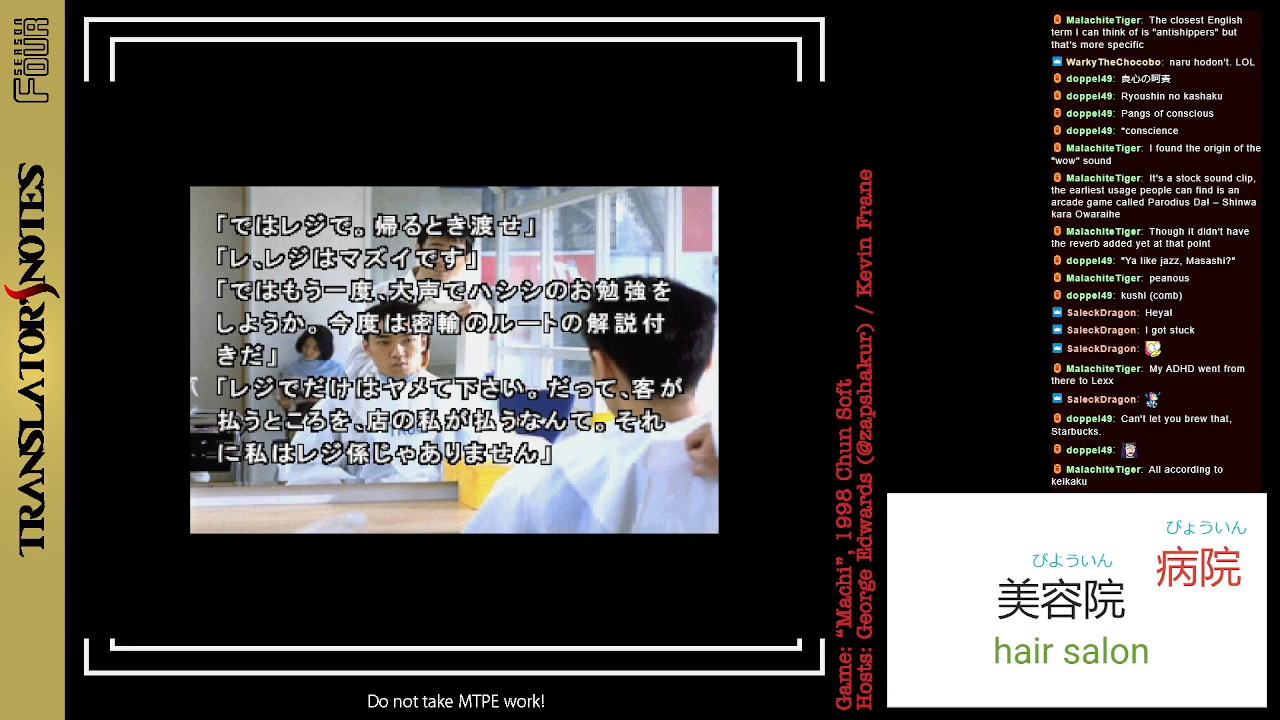 SEASON
FOUR
TRANSLATOR'S NOTES
「ではレジで。帰るとき渡せ」
「レ、レジはマズイです」
「ではもう一度、大声でハシシのお勉強を
しようか。今度は密輸のルートの解説付
きだ」
「レジでだけはヤメて下さい。だって、客が
払うところを、店の私が払うなんて。それ
に私はレジ係じゃありません」
Do not take MTPE work!
Game: "Machi", 1998 Chun Soft
Hosts: George Edwards (@zapshakur) / Kevin Frane
MalachiteTiger: The closest English
term I can think of is "antishippers" but
that's more specific
WarkyTheChocobo: naru hodon't. LOL
doppel49: 良心の呵責
doppel49: Ryoushin no kashaku
doppel49: Pangs of conscious
doppel49: *conscience
MalachiteTiger: I found the origin of the
"wow" sound
MalachiteTiger: It's a stock sound clip,
the earliest usage people can find is an
arcade game called Parodius Da! – Shinwa
kara Owaraihe
MalachiteTiger: Though it didn't have
the reverb added yet at that point
doppel49: "Ya like jazz, Masashi?"
MalachiteTiger: peanous
doppel49: kushi (comb)
SaleckDragon: Heya!
SaleckDragon: I got stuck
SaleckDragon:
MalachiteTiger: My ADHD went from
there to Lexx
SaleckDragon:
doppel49: Can't let you brew that,
Starbucks.
doppel49:
MalachiteTiger: All according to
keikaku
びょういん
病院
びよういん
美容院
hair salon